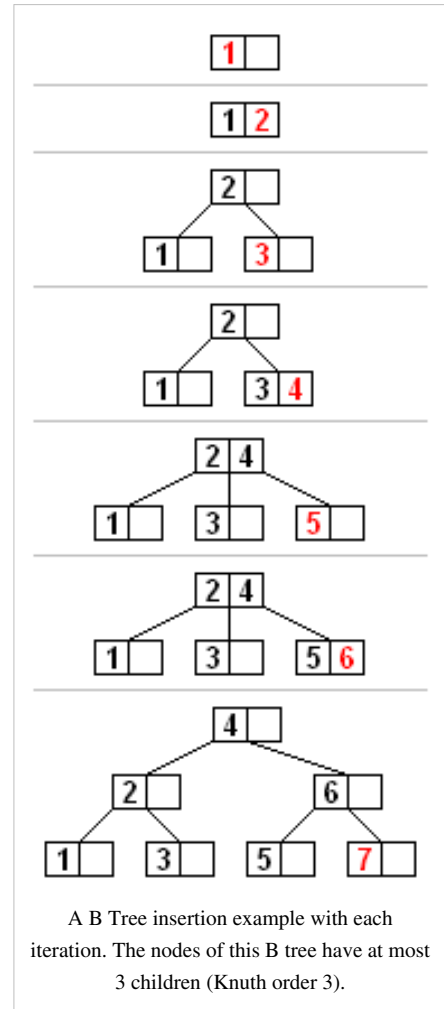 1
1 2
2
1 3
2
1 3 4
2 4
1 3 5
2 4
1 3 5 6
4
2 6
1 3 5 7
A B Tree insertion example with each
iteration. The nodes of this B tree have at most
3 children (Knuth order 3).